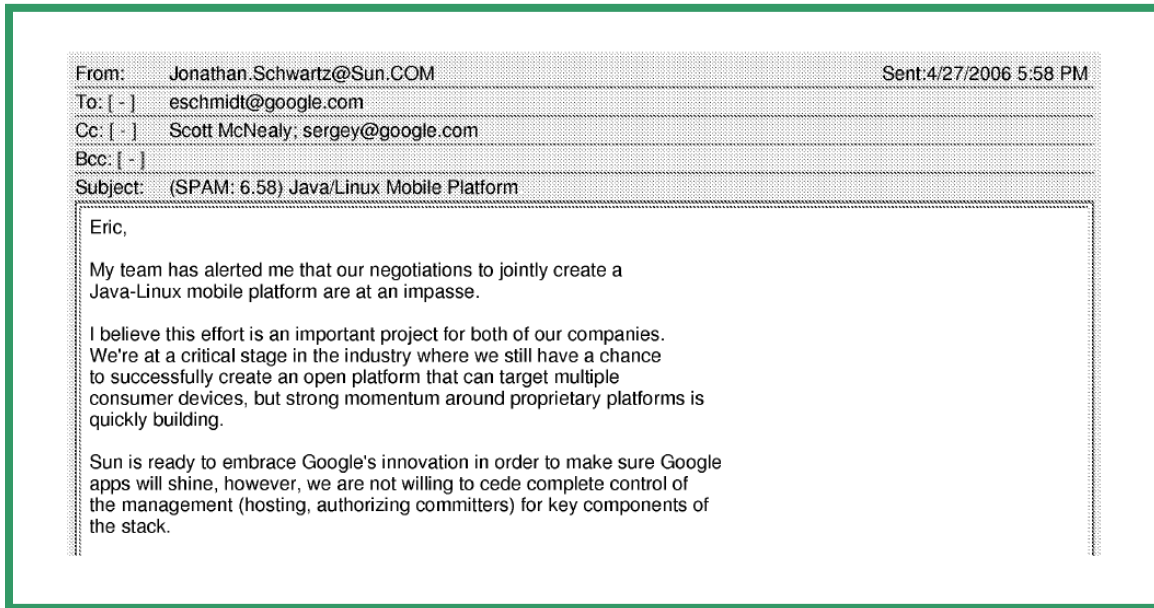 From: Jonathan.Schwartz@Sun.COM Sent:4/27/2006 5:58 PM
To: [ - ] eschmidt@google.com
Cc: [ - ] Scott McNealy; sergey@google.com
Bcc: [ - ]
Subject: (SPAM: 6.58) Java/Linux Mobile Platform
Eric,
My team has alerted me that our negotiations to jointly create a
Java-Linux mobile platform are at an impasse.
I believe this effort is an important project for both of our companies.
We're at a critical stage in the industry where we still have a chance
to successfully create an open platform that can target multiple
consumer devices, but strong momentum around proprietary platforms is
quickly building.
Sun is ready to embrace Google's innovation in order to make sure Google
apps will shine, however, we are not willing to cede complete control of
the management (hosting, authorizing committers) for key components of
the stack.